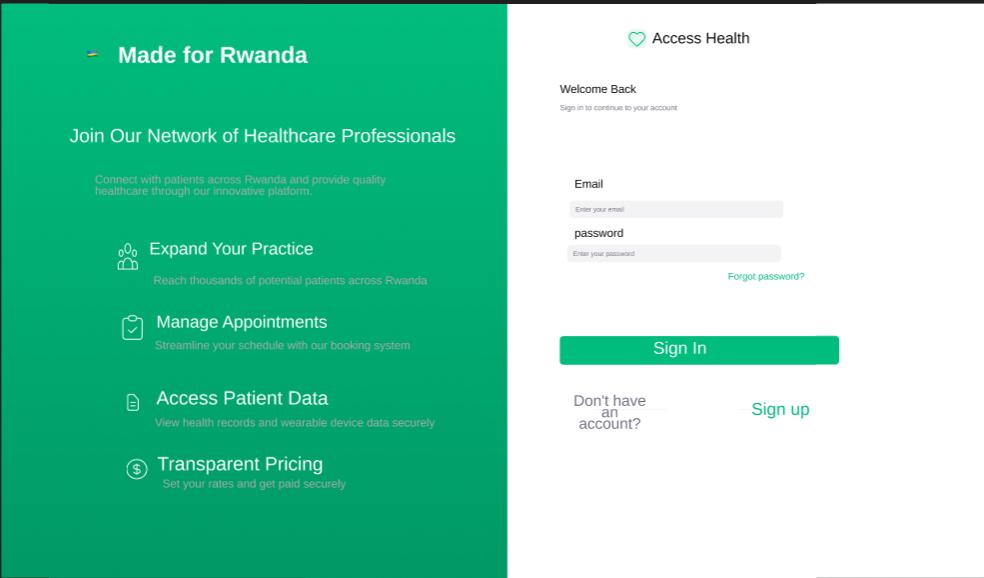 Made for Rwanda
Join Our Network of Healthcare Professionals
Connect with patients across Rwanda and provide quality
healthcare through our innovative platform.
Expand Your Practice
Reach thousands of potential patients across Rwanda
Manage Appointments
Streamline your schedule with our booking system
Access Patient Data
View health records and wearable device data securely
Transparent Pricing
Set your rates and get paid securely
Access Health
Welcome Back
Sign in to continue to your account
Email
Enter your email
password
Enter your password
Forgot password?
Sign In
Don't have
an
account?
Sign up